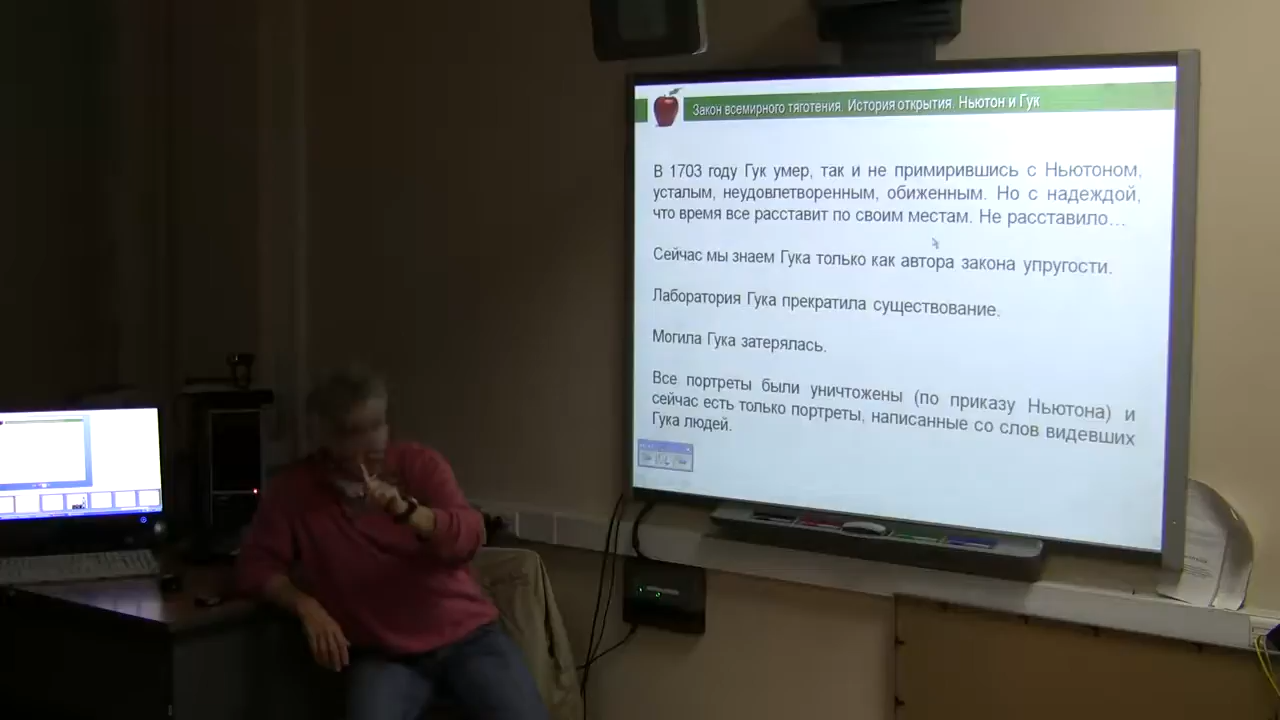 Закон всемирного тяготения. История открытия. Ньютон и Гук
В 1703 году Гук умер, так и не примирившись с Ньютоном,
усталым, неудовлетворенным, обиженным. Но с надеждой,
что время все расставит по своим местам. Не расставило...
Сейчас мы знаем Гука только как автора закона упругости.
Лаборатория Гука прекратила существование.
Могила Гука затерялась.
Все портреты были уничтожены (по приказу Ньютона) и
сейчас есть только портреты, написанные со слов видевших
Гука людей.